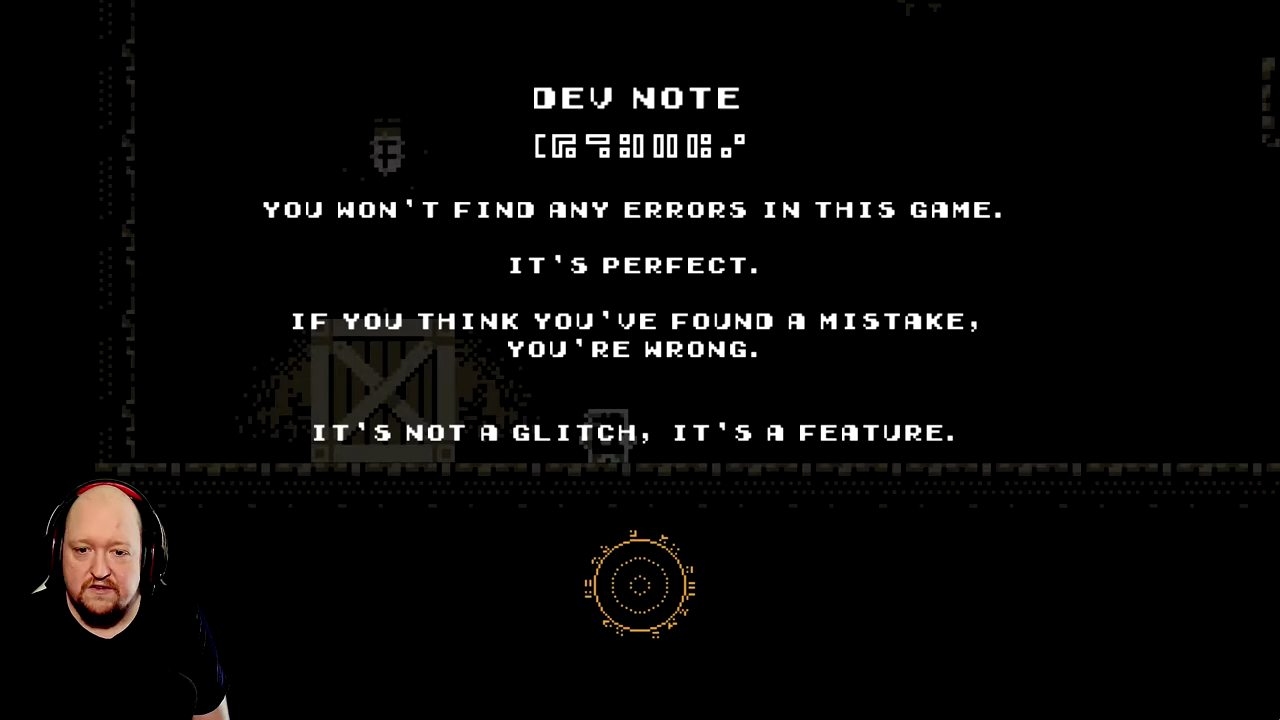 DEV NOTE
YOU WON'T FIND ANY ERRORS IN THIS GAME.
IT'S PERFECT.
IF YOU THINK YOU'VE FOUND A MISTAKE,
YOU'RE WRONG.
IT'S NOT A GLITCH, IT'S A FEATURE.